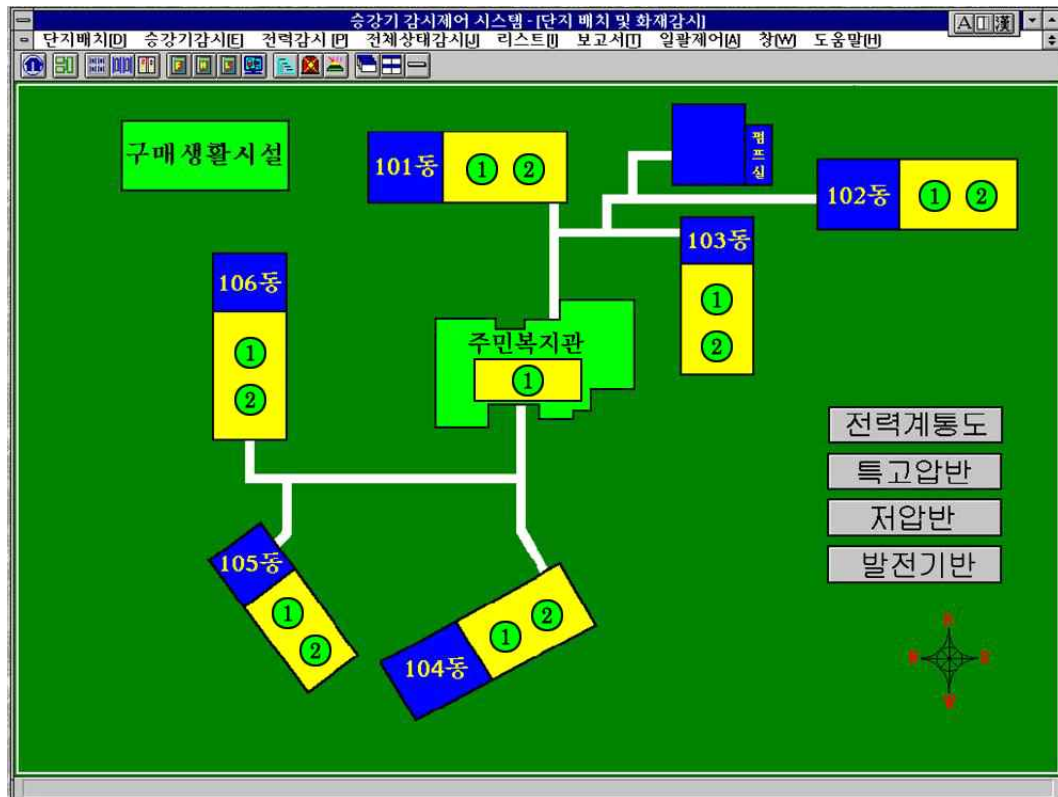 승강기 감시제어 시스템 - [단지 배치 및 화재감시]
A 漢
단지배치[D] 승강기감시[E] 전력감시 [P] 전체상태감시[J] 리스트[I] 보고서[T] 일괄제어[A] 창[W] 도움말[H]
구매생활시설
101동 1 2
펌프실
102동 1 2
103동
1
2
106동
1
2
주민복지관
1
전력계통도
특고압반
저압반
발전기반
105동
1
2
104동 1 2